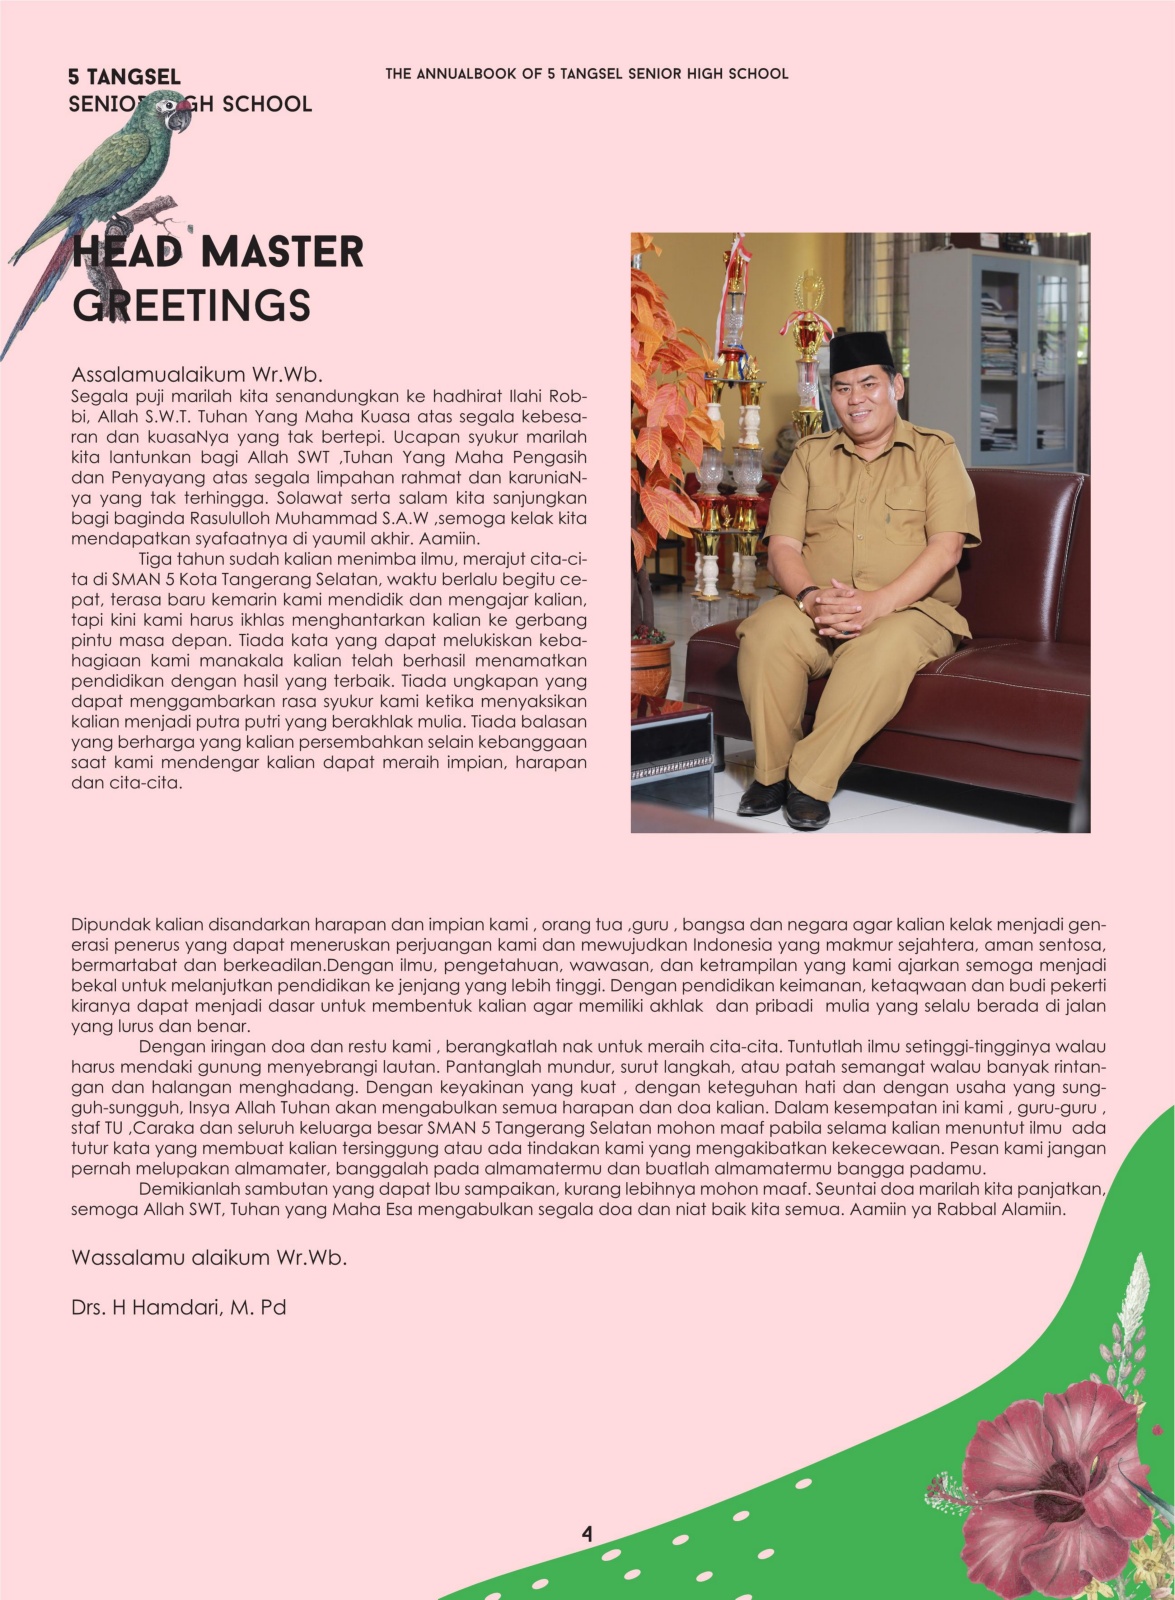 5 TANGSEL
SENIOR HIGH SCHOOL
THE ANNUALBOOK OF 5 TANGSEL SENIOR HIGH SCHOOL
HEAD MASTER
GREETINGS
Assalamualaikum Wr.Wb.
Segala puji marilah kita senandungkan ke hadhirat Ilahi Rob-
bi, Allah S.W.T. Tuhan Yang Maha Kuasa atas segala kebesa-
ran dan kuasaNya yang tak bertepi. Ucapan syukur marilah
kita lantunkan bagi Allah SWT ,Tuhan Yang Maha Pengasih
dan Penyayang atas segala limpahan rahmat dan karuniaN-
ya yang tak terhingga. Solawat serta salam kita sanjungkan
bagi baginda Rasululloh Muhammad S.A.W ,semoga kelak kita
mendapatkan syafaatnya di yaumil akhir. Aamiin.
Tiga tahun sudah kalian menimba ilmu, merajut cita-ci-
ta di SMAN 5 Kota Tangerang Selatan, waktu berlalu begitu ce-
pat, terasa baru kemarin kami mendidik dan mengajar kalian,
tapi kini kami harus ikhlas menghantarkan kalian ke gerbang
pintu masa depan. Tiada kata yang dapat melukiskan keba-
hagiaan kami manakala kalian telah berhasil menamatkan
pendidikan dengan hasil yang terbaik. Tiada ungkapan yang
dapat menggambarkan rasa syukur kami ketika menyaksikan
kalian menjadi putra putri yang berakhlak mulia. Tiada balasan
yang berharga yang kalian persembahkan selain kebanggaan
saat kami mendengar kalian dapat meraih impian, harapan
dan cita-cita.
Dipundak kalian disandarkan harapan dan impian kami , orang tua ,guru , bangsa dan negara agar kalian kelak menjadi gen-
erasi penerus yang dapat meneruskan perjuangan kami dan mewujudkan Indonesia yang makmur sejahtera, aman sentosa,
bermartabat dan berkeadilan.Dengan ilmu, pengetahuan, wawasan, dan ketrampilan yang kami ajarkan semoga menjadi
bekal untuk melanjutkan pendidikan ke jenjang yang lebih tinggi. Dengan pendidikan keimanan, ketaqwaan dan budi pekerti
kiranya dapat menjadi dasar untuk membentuk kalian agar memiliki akhlak dan pribadi mulia yang selalu berada di jalan
yang lurus dan benar.
Dengan iringan doa dan restu kami , berangkatlah nak untuk meraih cita-cita. Tuntutlah ilmu setinggi-tingginya walau
harus mendaki gunung menyebrangi lautan. Pantanglah mundur, surut langkah, atau patah semangat walau banyak rintan-
gan dan halangan menghadang. Dengan keyakinan yang kuat , dengan keteguhan hati dan dengan usaha yang sung-
guh-sungguh, Insya Allah Tuhan akan mengabulkan semua harapan dan doa kalian. Dalam kesempatan ini kami , guru-guru ,
staf TU ,Caraka dan seluruh keluarga besar SMAN 5 Tangerang Selatan mohon maaf pabila selama kalian menuntut ilmu ada
tutur kata yang membuat kalian tersinggung atau ada tindakan kami yang mengakibatkan kekecewaan. Pesan kami jangan
pernah melupakan almamater, banggalah pada almamatermu dan buatlah almamatermu bangga padamu.
Demikianlah sambutan yang dapat Ibu sampaikan, kurang lebihnya mohon maaf. Seuntai doa marilah kita panjatkan,
semoga Allah SWT, Tuhan yang Maha Esa mengabulkan segala doa dan niat baik kita semua. Aamiin ya Rabbal Alamiin.
Wassalamu alaikum Wr.Wb.
Drs. H Hamdari, M. Pd
4